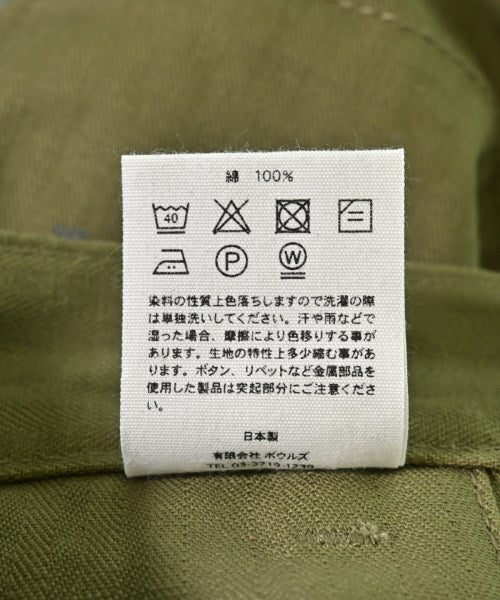 綿 100%
40
P
W
染料の性質上色落ちしますので洗濯の際
は単独洗いしてください。汗や雨などで
湿った場合、摩擦により色移りする事が
あります。生地の特性上多少縮む事があ
ります。ボタン、リベットなど金属部品を
使用した製品は突起部分にご注意くださ
い。
日本製
有限会社 ボウルズ
TEL 03-3719-1239